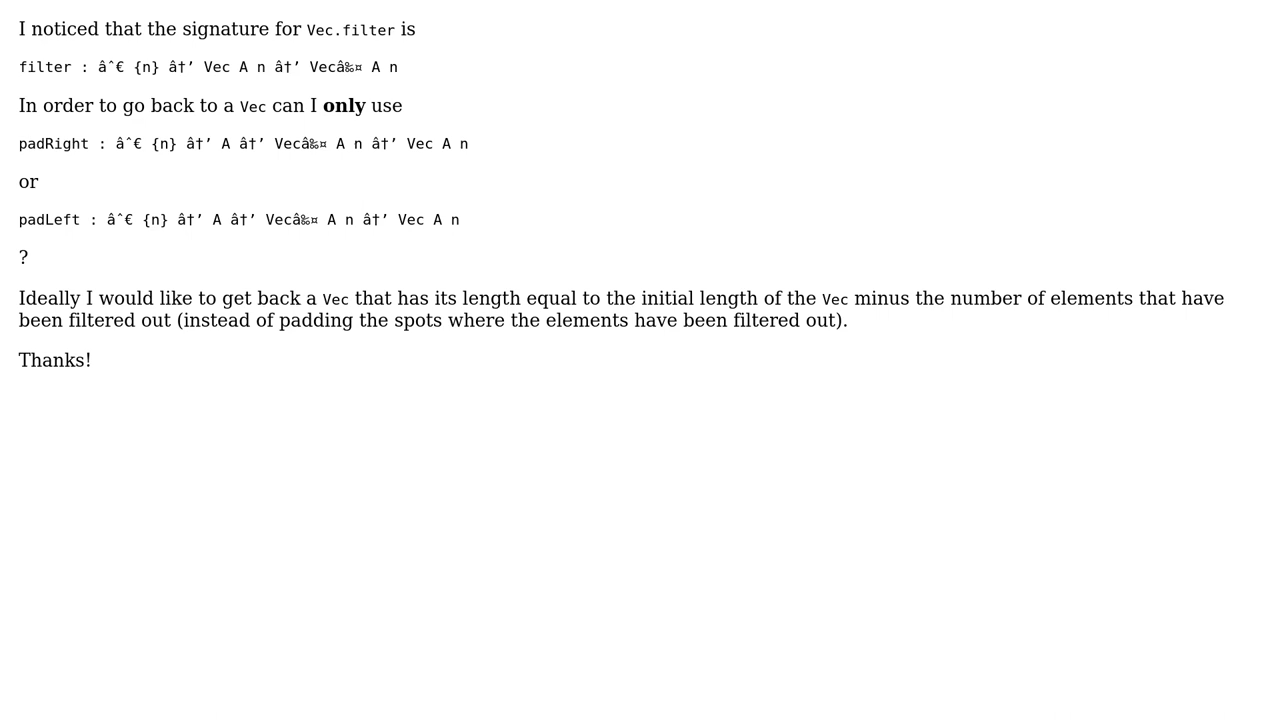 I noticed that the signature for Vec.filter is
filter : âˆ€ {n} â†’ Vec A n â†’ Vecâ‰¤ A n
In order to go back to a Vec can I only use
padRight : âˆ€ {n} â†’ A â†’ Vecâ‰¤ A n â†’ Vec A n
or
padLeft : âˆ€ {n} â†’ A â†’ Vecâ‰¤ A n â†’ Vec A n
?
Ideally I would like to get back a Vec that has its length equal to the initial length of the Vec minus the number of elements that have
been filtered out (instead of padding the spots where the elements have been filtered out).
Thanks!